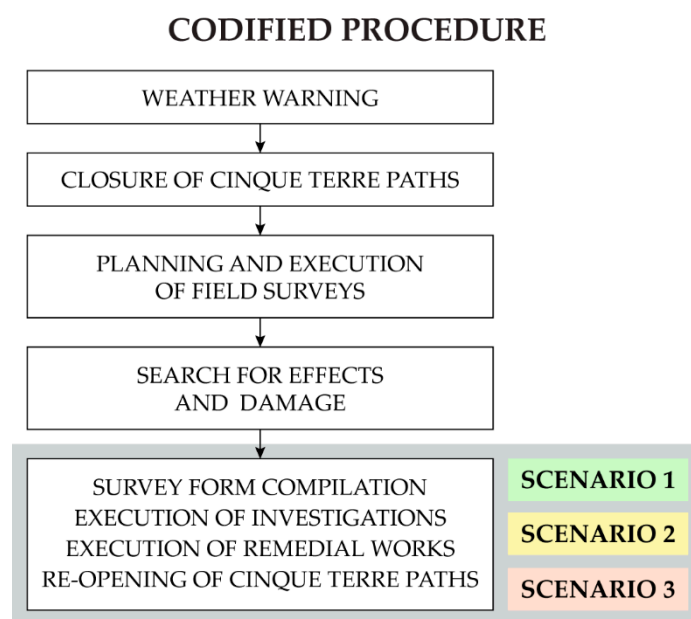 CODIFIED PROCEDURE
WEATHER WARNING
CLOSURE OF CINQUE TERRE PATHS
PLANNING AND EXECUTION
OF FIELD SURVEYS
SEARCH FOR EFFECTS
AND DAMAGE
SURVEY FORM COMPILATION
EXECUTION OF INVESTIGATIONS
EXECUTION OF REMEDIAL WORKS
RE-OPENING OF CINQUE TERRE PATHS
SCENARIO 1
SCENARIO 2
SCENARIO 3